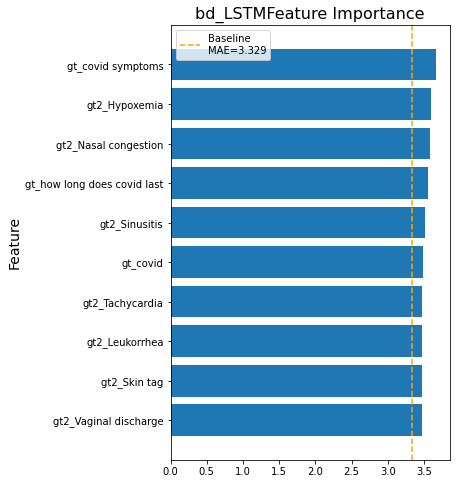 bd_LSTMFeature Importance
Baseline
MAE=3.329
gt_covid symptoms
gt2_Hypoxemia
gt2_Nasal congestion
gt_how long does covid last
gt2_Sinusitis
gt_covid
gt2_Tachycardia
gt2_Leukorrhea
gt2_Skin tag
gt2_Vaginal discharge
Feature
0.0 0.5 1.0 1.5 2.0 2.5 3.0 3.5